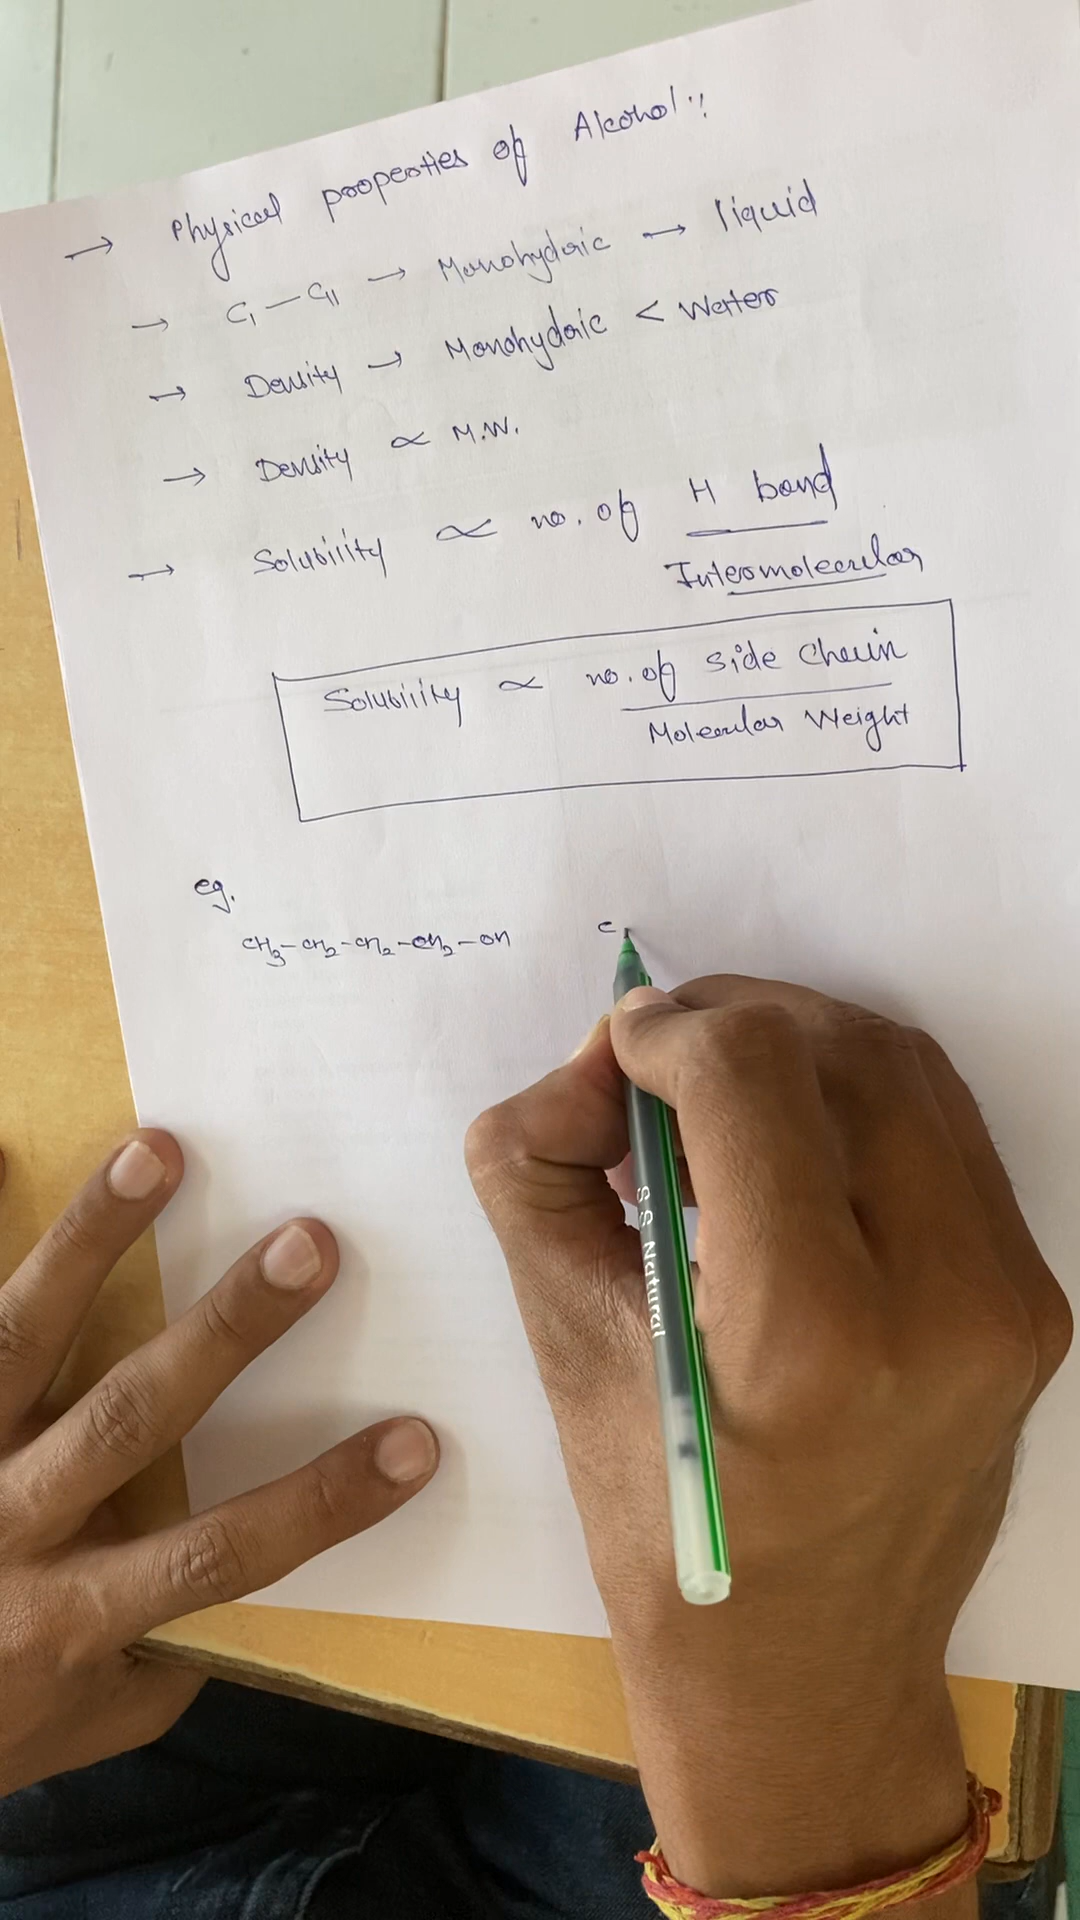 → Physical properties of Alcohol :!
→ C1 — C11 → Monohydric → liquid
→ Density → Monohydric < Water
→ Density ∝ M.W.
→ Solubility ∝ no. of H bond
Intermolecular
Solubility ∝ no. of side chain
Molecular Weight
eg.
CH3-CH2-CH2-CH2-OH C
S.S Natural